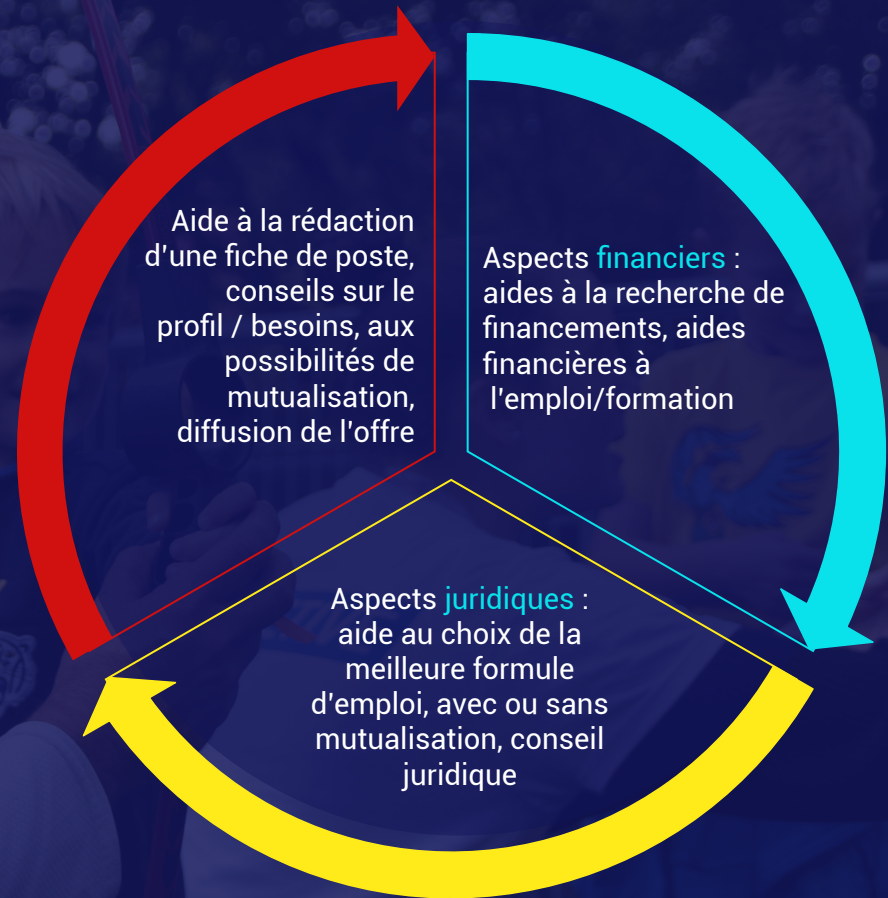 Aide à la rédaction
d'une fiche de poste,
conseils sur le
profil / besoins, aux
possibilités de
mutualisation,
diffusion de l'offre
Aspects financiers :
aides à la recherche de
financements, aides
financières à
l'emploi/formation
Aspects juridiques :
aide au choix de la
meilleure formule
d'emploi, avec ou sans
mutualisation, conseil
juridique